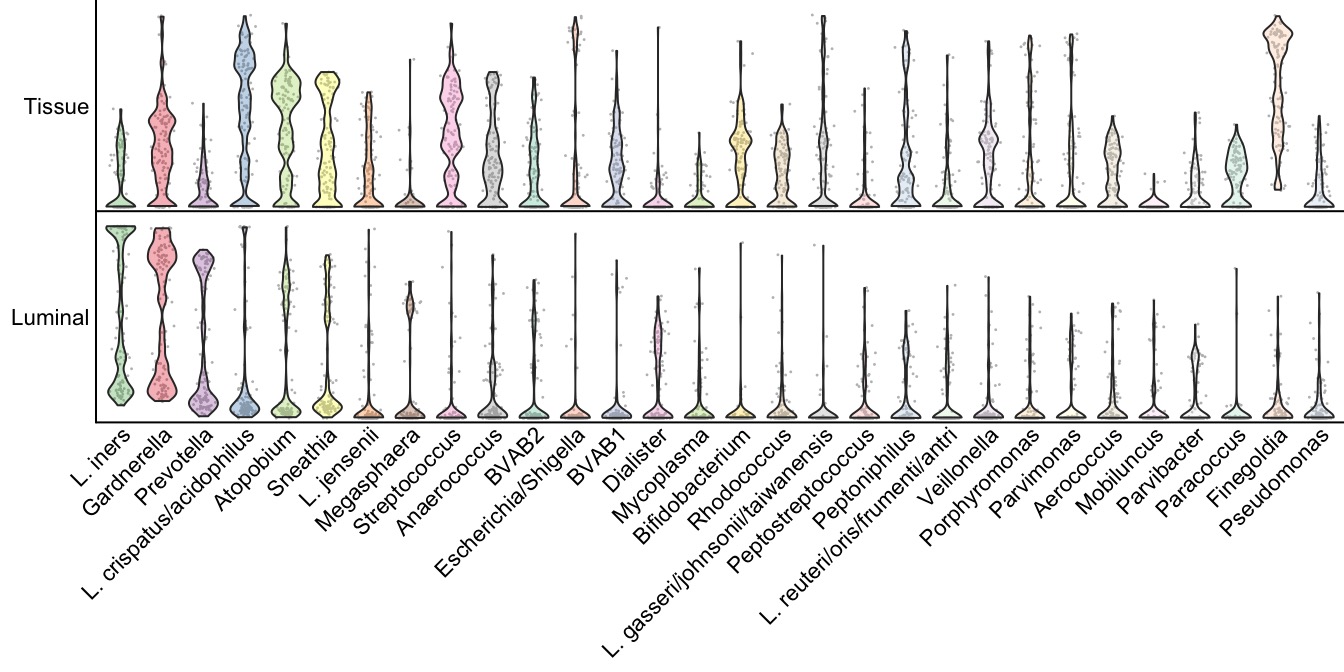 Tissue
Luminal
L. iners
Gardnerella
Prevotella
L. crispatus/acidophilus
Atopobium
Sneathia
L. jensenii
Megasphaera
Streptococcus
Anaerococcus
BVAB2
Escherichia/Shigella
BVAB1
Dialister
Mycoplasma
Bifidobacterium
Rhodococcus
L. gasseri/johnsonii/taiwanensis
Peptostreptococcus
Peptoniphilus
L. reuteri/oris/frumenti/antri
Veillonella
Porphyromonas
Parvimonas
Aerococcus
Mobiluncus
Parvibacter
Paracoccus
Finegoldia
Pseudomonas